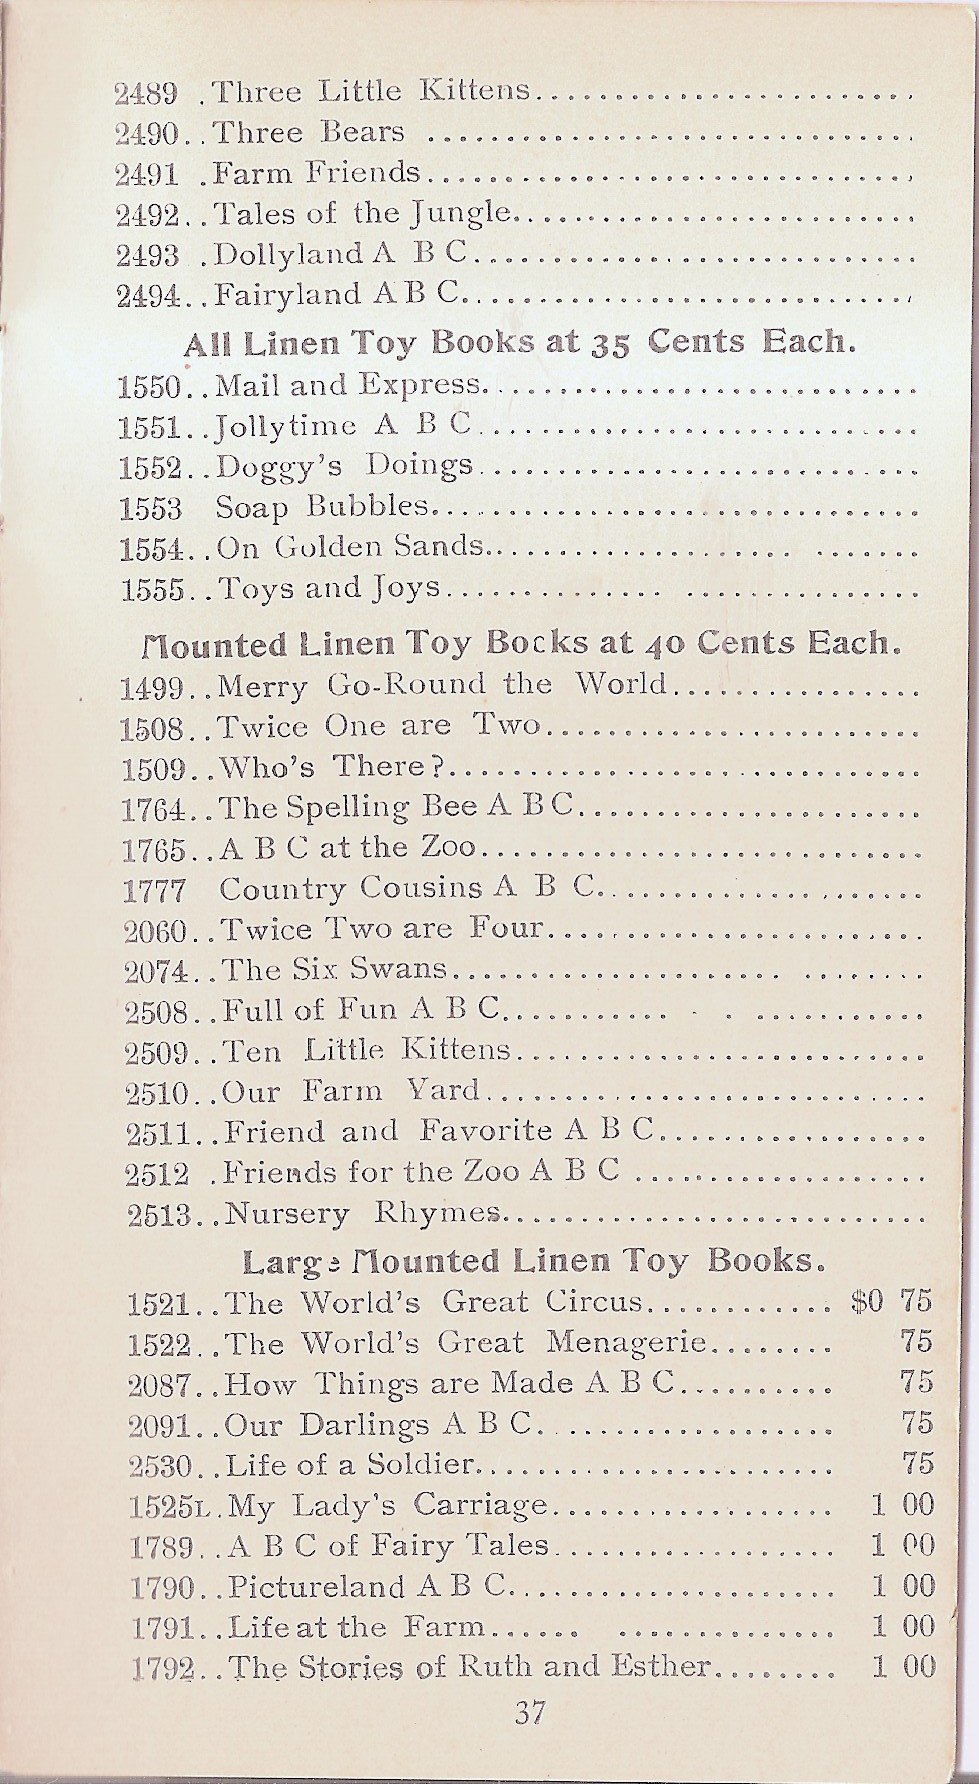 2489 .Three Little Kittens
2490..Three Bears
2491 .Farm Friends
2492..Tales of the Jungle
2493 .Dollyland A B C
2494..Fairyland A B C
All Linen Toy Books at 35 Cents Each.
1550..Mail and Express
1551..Jollytime A B C
1552..Doggy's Doings
1553 Soap Bubbles
1554..On Golden Sands
1555..Toys and Joys
Mounted Linen Toy Books at 40 Cents Each.
1499..Merry Go-Round the World
1508..Twice One are Two
1509..Who's There?
1764..The Spelling Bee A B C
1765..A B C at the Zoo
1777 Country Cousins A B C
2060..Twice Two are Four
2074..The Six Swans
2508..Full of Fun A B C
2509..Ten Little Kittens
2510..Our Farm Yard
2511..Friend and Favorite A B C
2512 .Friends for the Zoo A B C
2513..Nursery Rhymes
Large Mounted Linen Toy Books.
1521..The World's Great Circus............ $0 75
1522..The World's Great Menagerie........ 75
2087..How Things are Made A B C.......... 75
2091..Our Darlings A B C.................. 75
2530..Life of a Soldier....................... 75
1525L.My Lady's Carriage.................. 1 00
1789..A B C of Fairy Tales.................. 1 00
1790..Pictureland A B C..................... 1 00
1791..Life at the Farm...................... 1 00
1792..The Stories of Ruth and Esther........ 1 00
37